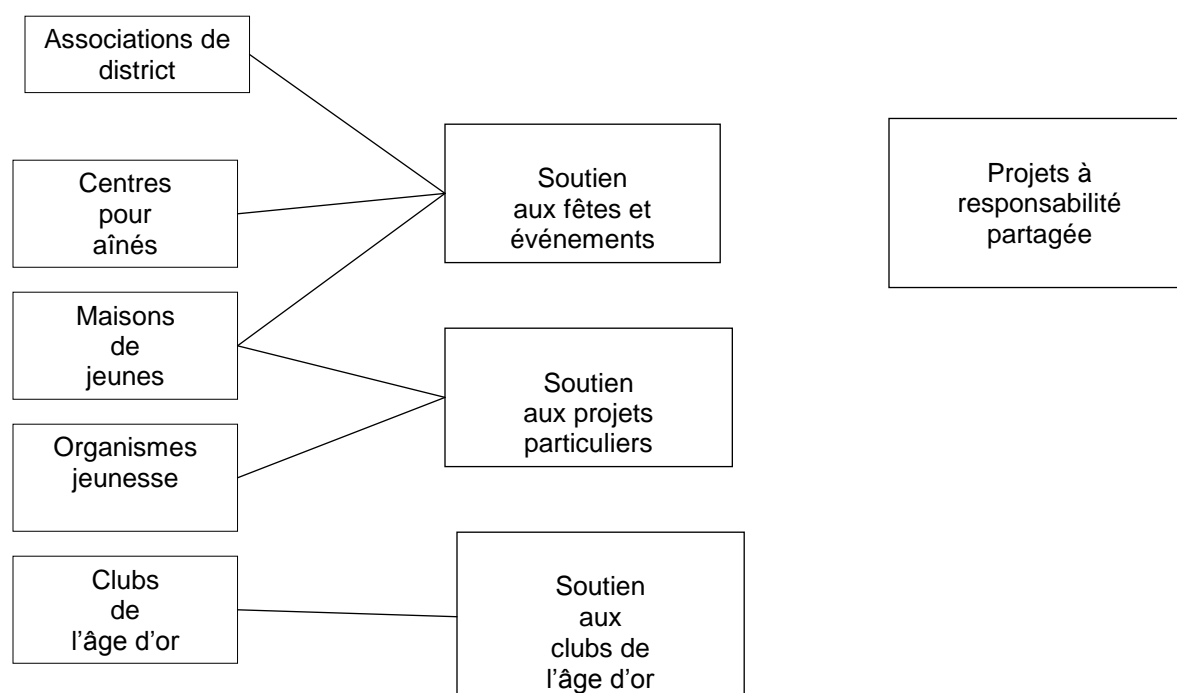 Associations de
district
Centres
pour
aînés
Maisons
de
jeunes
Organismes
jeunesse
Clubs
de
l'âge d'or
Soutien
aux fêtes et
événements
Soutien
aux projets
particuliers
Soutien
aux
clubs de
l'âge d'or
Projets à
responsabilité
partagée